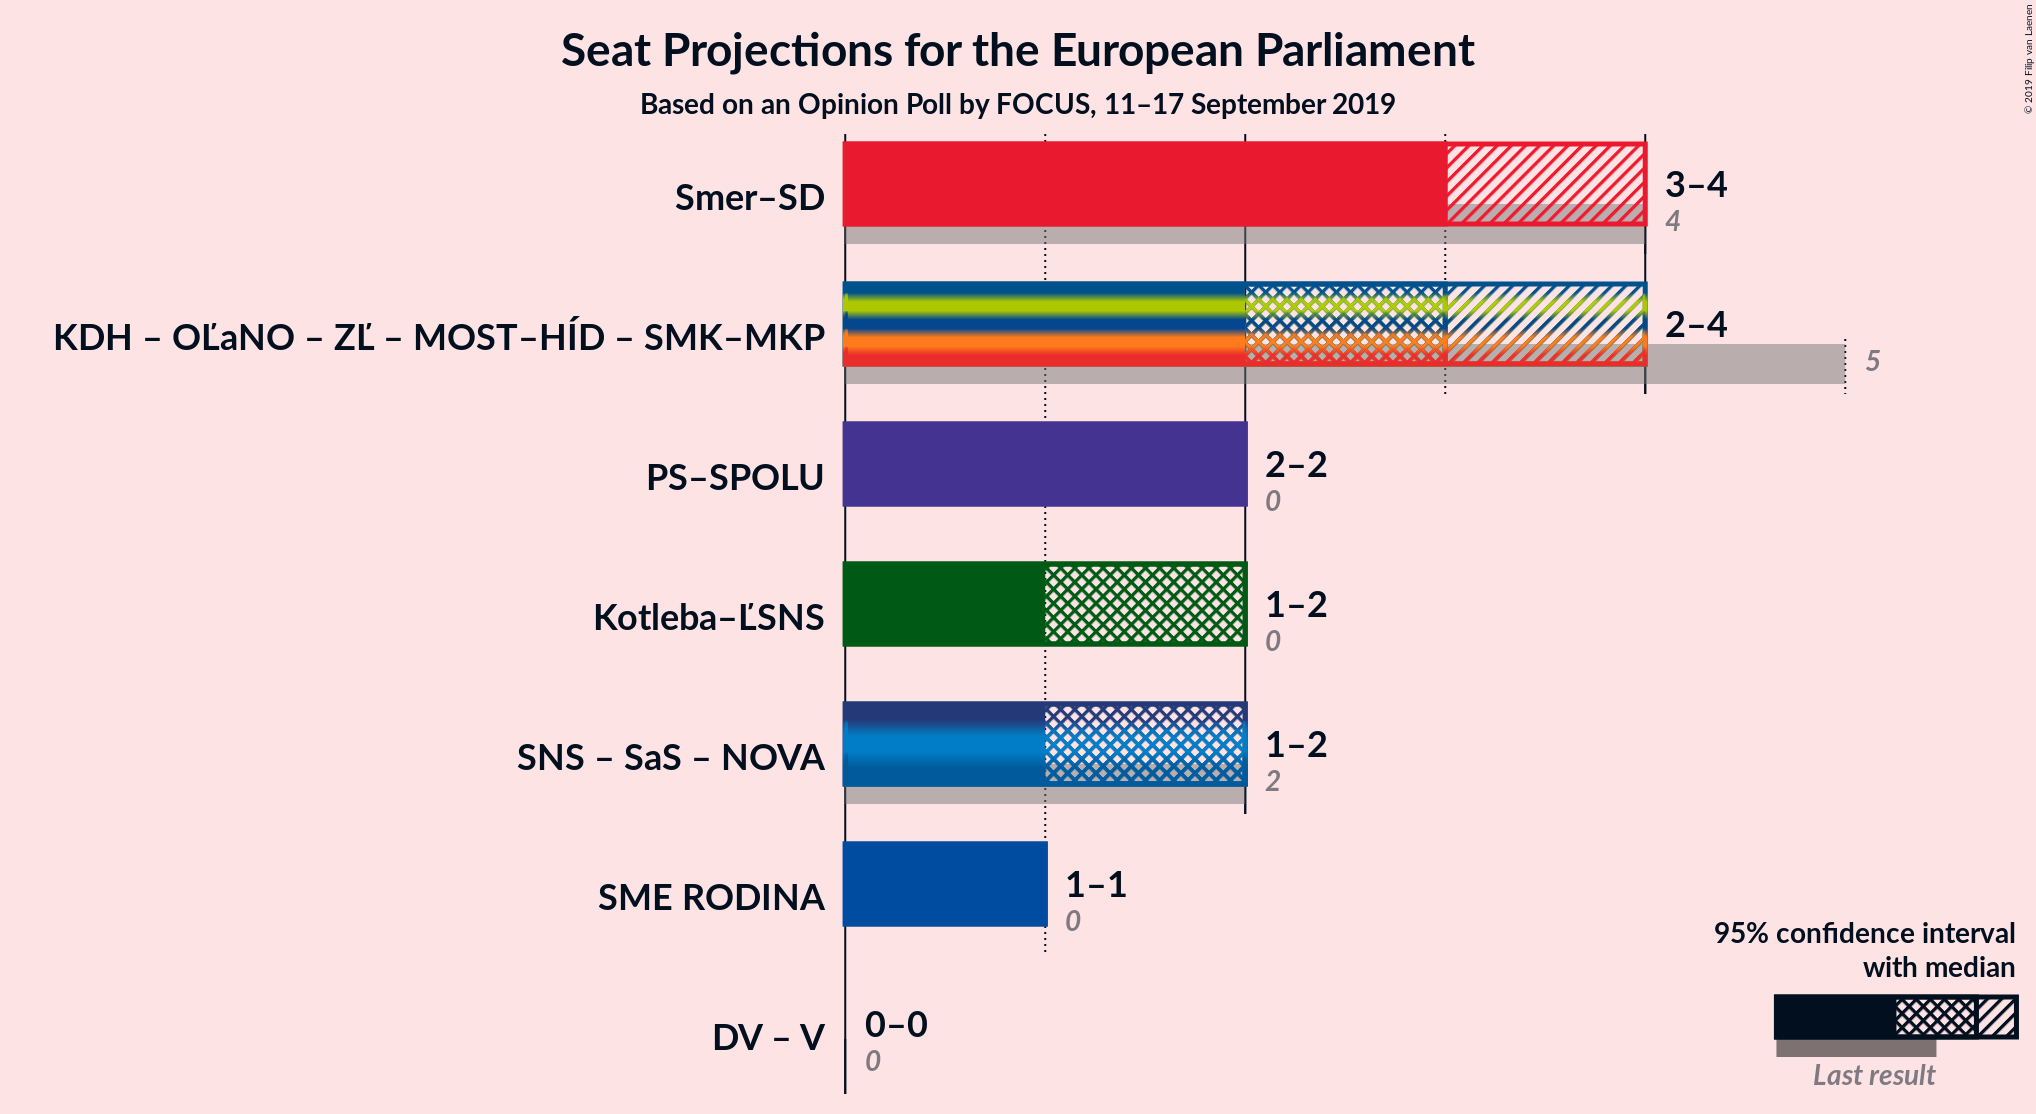 Seat Projections for the European Parliament
Based on an Opinion Poll by FOCUS, 11–17 September 2019
© 2019 Filip van Laenen
Smer–SD
3–4
4
KDH – OĽaNO – ZĽ – MOST–HÍD – SMK–MKP
2–4
5
PS–SPOLU
2–2
0
Kotleba–ĽSNS
1–2
0
SNS – SaS – NOVA
1–2
2
SME RODINA
1–1
0
DV – V
0–0
0
95% confidence interval
with median
Last result